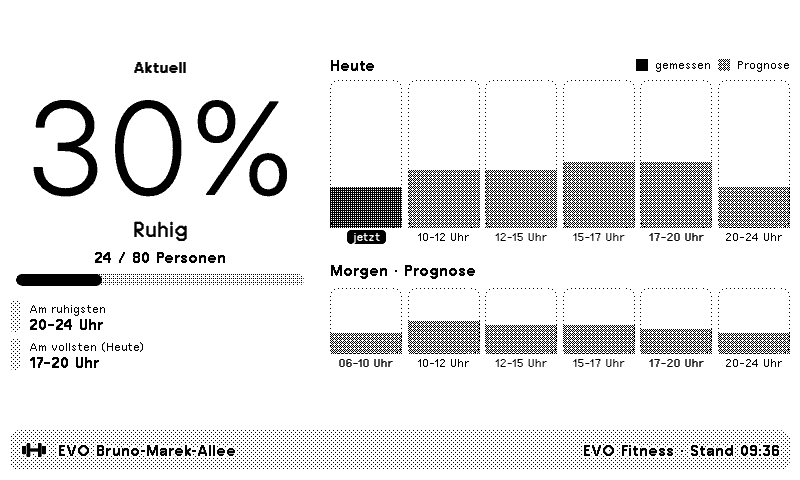 Aktuell
30%
Ruhig
24 / 80 Personen
Am ruhigsten
20-24 Uhr
Am vollsten (Heute)
17-20 Uhr
Heute
gemessen Prognose
jetzt 10-12 Uhr 12-15 Uhr 15-17 Uhr 17-20 Uhr 20-24 Uhr
Morgen · Prognose
06-10 Uhr 10-12 Uhr 12-15 Uhr 15-17 Uhr 17-20 Uhr 20-24 Uhr
EVO Bruno-Marek-Allee
EVO Fitness · Stand 09:36